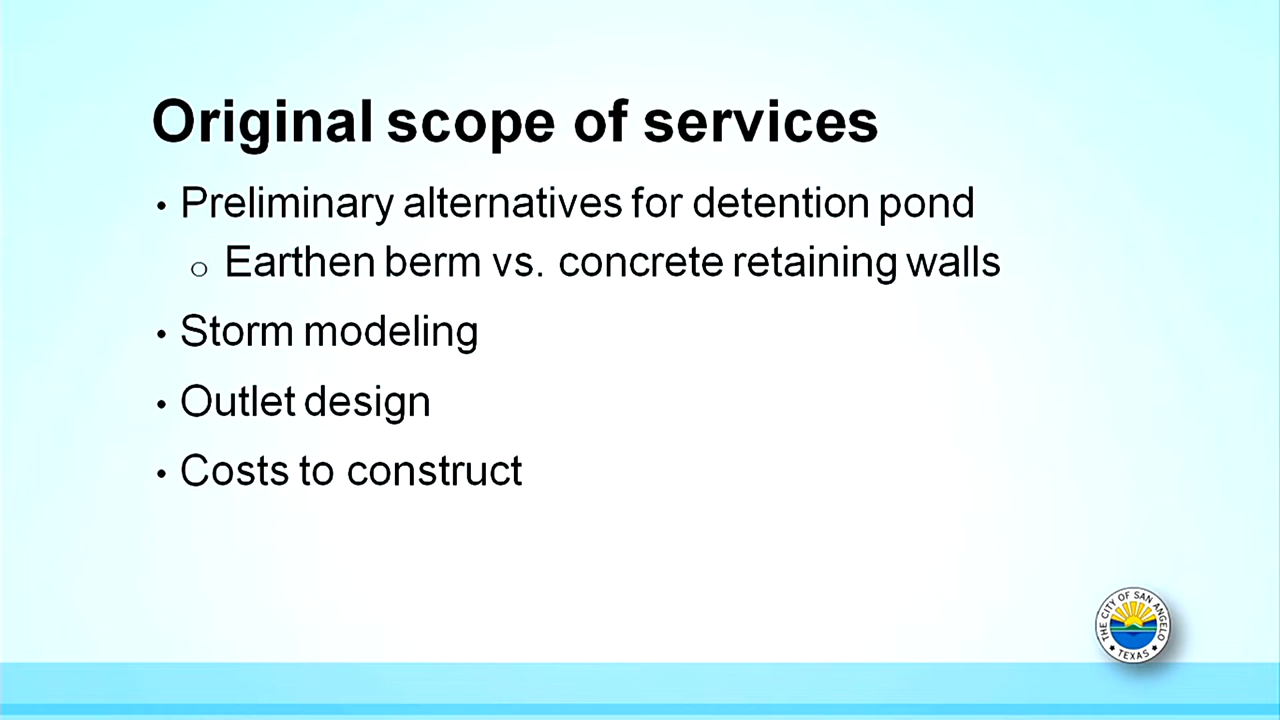 Original scope of services
• Preliminary alternatives for detention pond
o Earthen berm vs. concrete retaining walls
• Storm modeling
• Outlet design
• Costs to construct
THE CITY OF SAN ANGELO
TEXAS